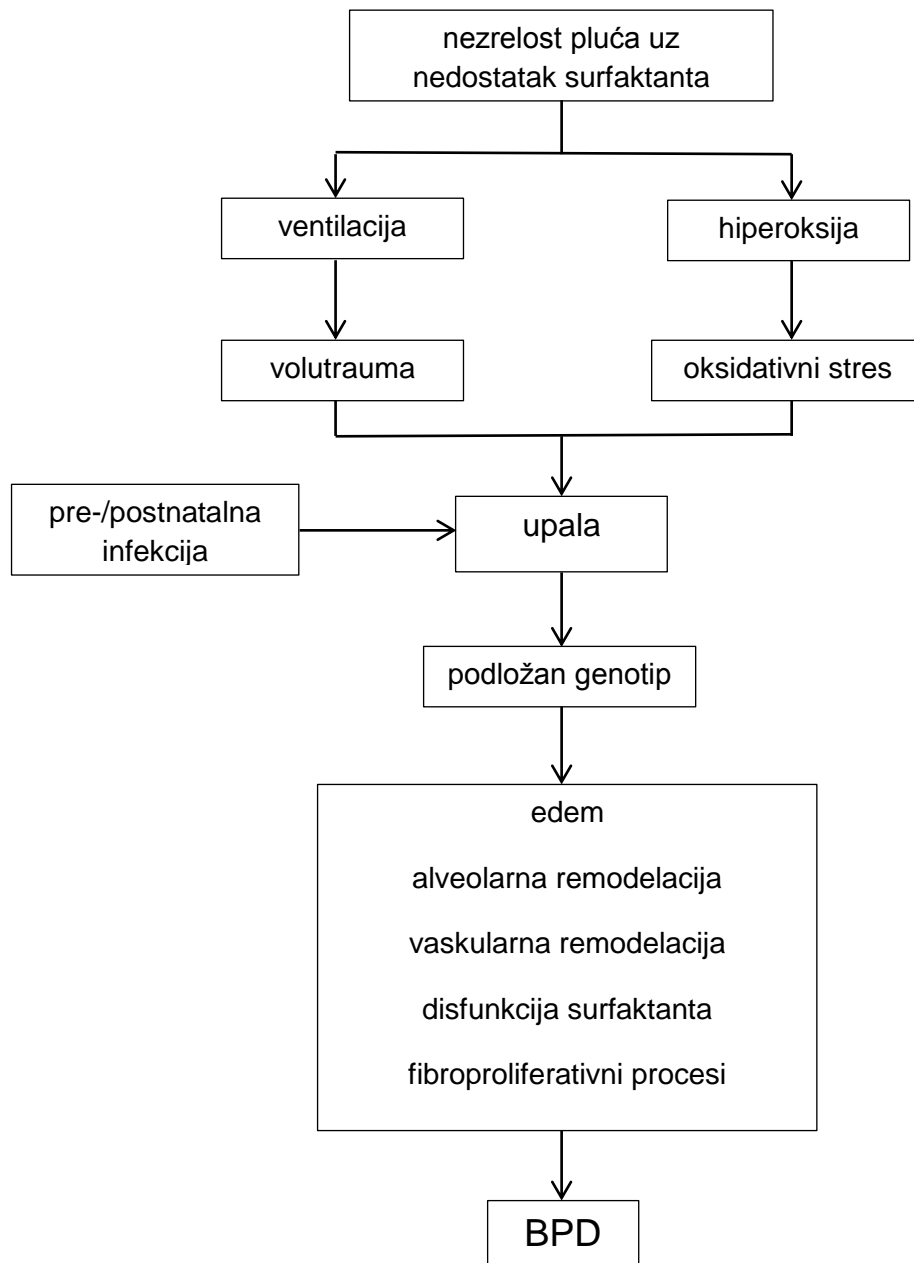 nezrelost pluća uz
nedostatak surfaktanta
ventilacija
hiperoksija
volutrauma
oksidativni stres
pre-/postnatalna
infekcija
upala
podložan genotip
edem
alveolarna remodelacija
vaskularna remodelacija
disfunkcija surfaktanta
fibroproliferativni procesi
BPD